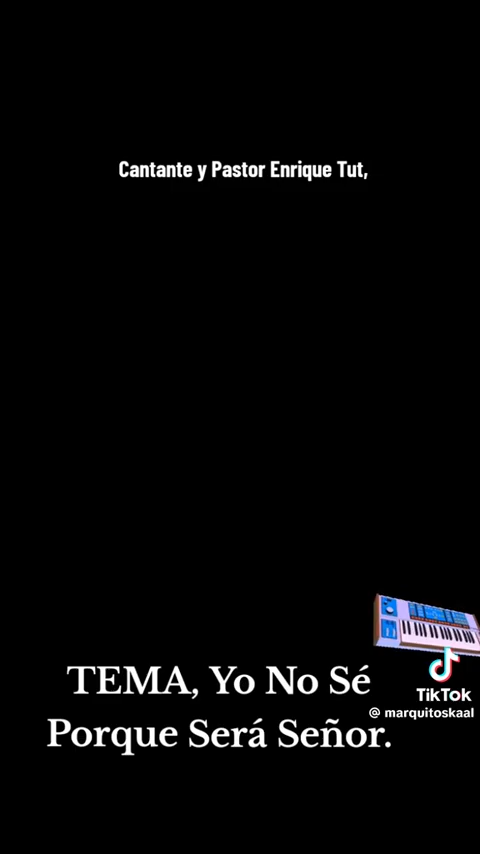 Cantante y Pastor Enrique Tut,
TEMA, Yo No Sé
Porque Será Señor.
TikTok
@ marquitoskaal